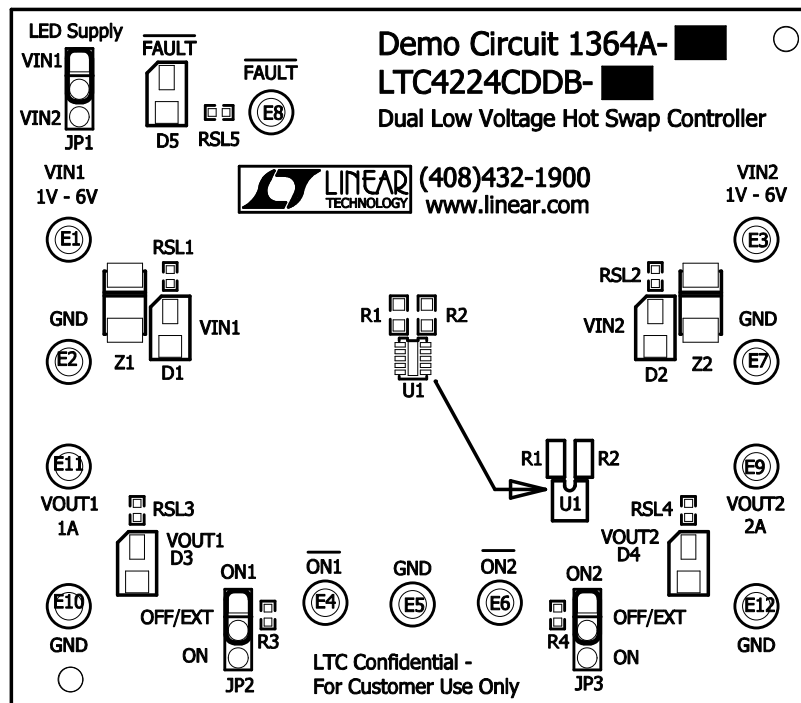 LED Supply
VIN1
VIN2
JP1
FAULT
D5
RSL5
FAULT
E8
Demo Circuit 1364A-
LTC4224CDDB-
Dual Low Voltage Hot Swap Controller
LINEAR
TECHNOLOGY
(408)432-1900
www.linear.com
VIN1
1V - 6V
E1
GND
E2
RSL1
Z1
D1
VIN1
R1
R2
U1
VIN2
1V - 6V
E3
RSL2
VIN2
D2
Z2
GND
E7
R1
R2
U1
E11
VOUT1
1A
RSL3
VOUT1
D3
E10
GND
ON1
OFF/EXT
ON
R3
JP2
ON1
E4
GND
E5
ON2
E6
LTC Confidential -
For Customer Use Only
ON2
OFF/EXT
ON
R4
JP3
RSL4
VOUT2
D4
E9
VOUT2
2A
E12
GND